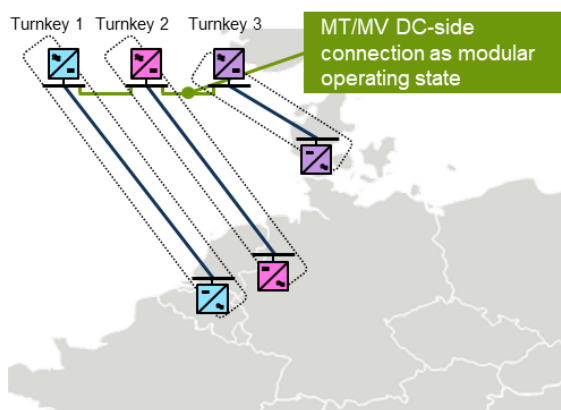 Turnkey 1 Turnkey 2 Turnkey 3
MT/MV DC-side
connection as modular
operating state